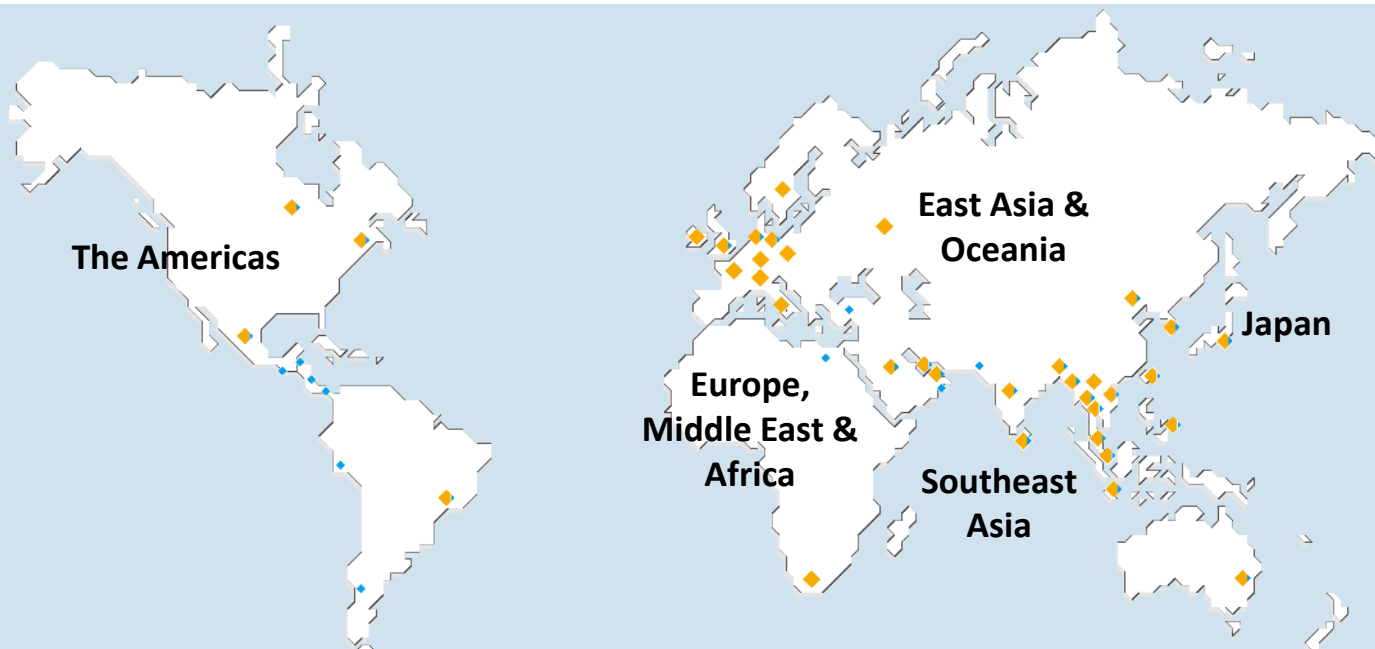 The Americas
East Asia &
Oceania
Japan
Europe,
Middle East &
Africa
Southeast
Asia